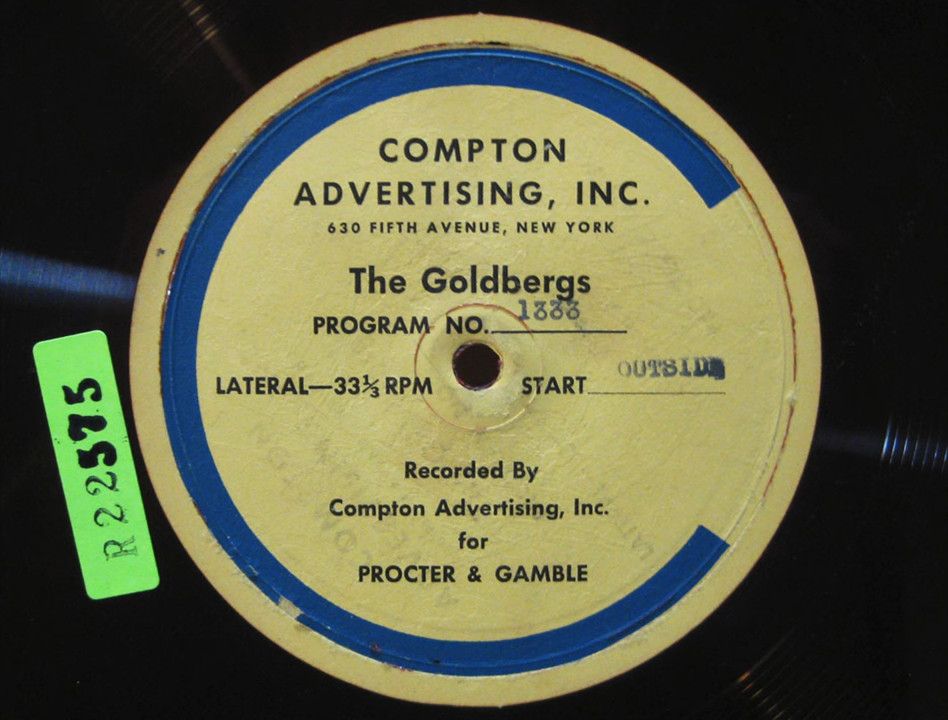 COMPTON
ADVERTISING, INC.
630 FIFTH AVENUE, NEW YORK
The Goldbergs
PROGRAM NO. 1333
LATERAL—33⅓ RPM START OUTSIDE
Recorded By
Compton Advertising, Inc.
for
PROCTER & GAMBLE
R22575